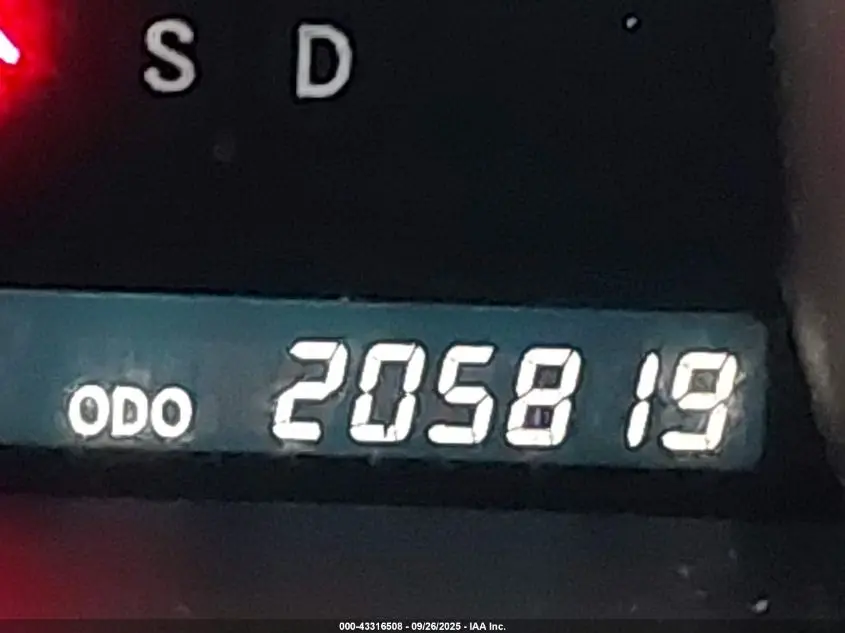 S D
ODO 205819
000-43316508 - 09/26/2025 - IAA Inc.